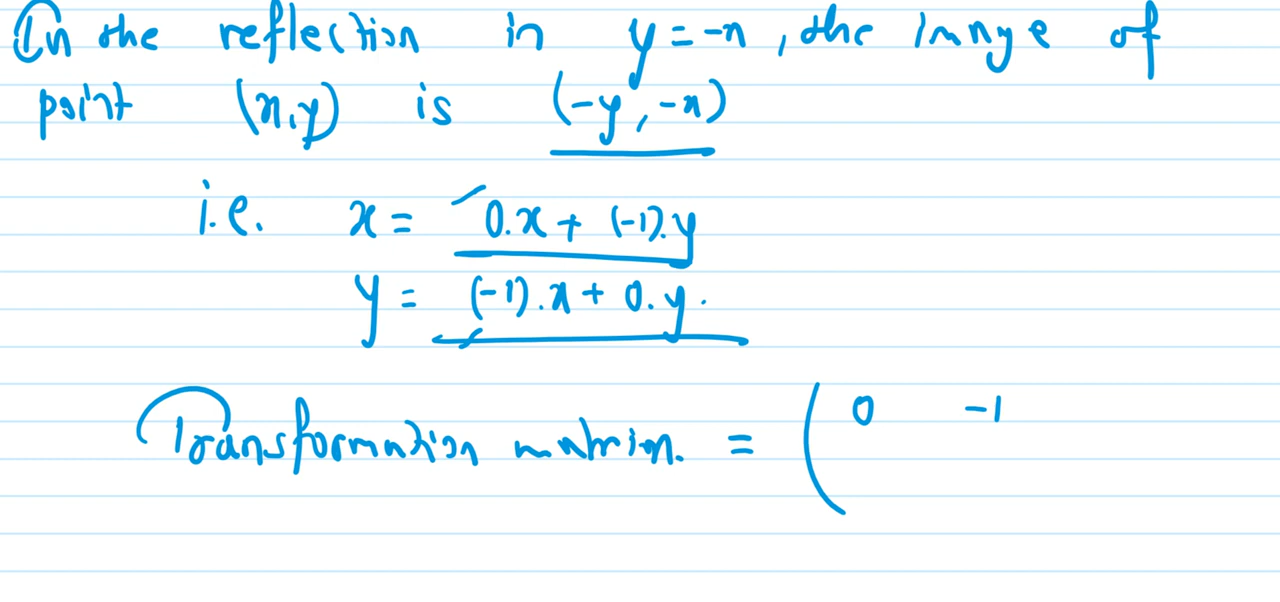 In the reflection in y = -x, the image of
point (x,y) is (-y, -x)
i.e. x = 0.x + (-1).y
y = (-1).x + 0.y.
Transformation matrix. = ( 0 -1